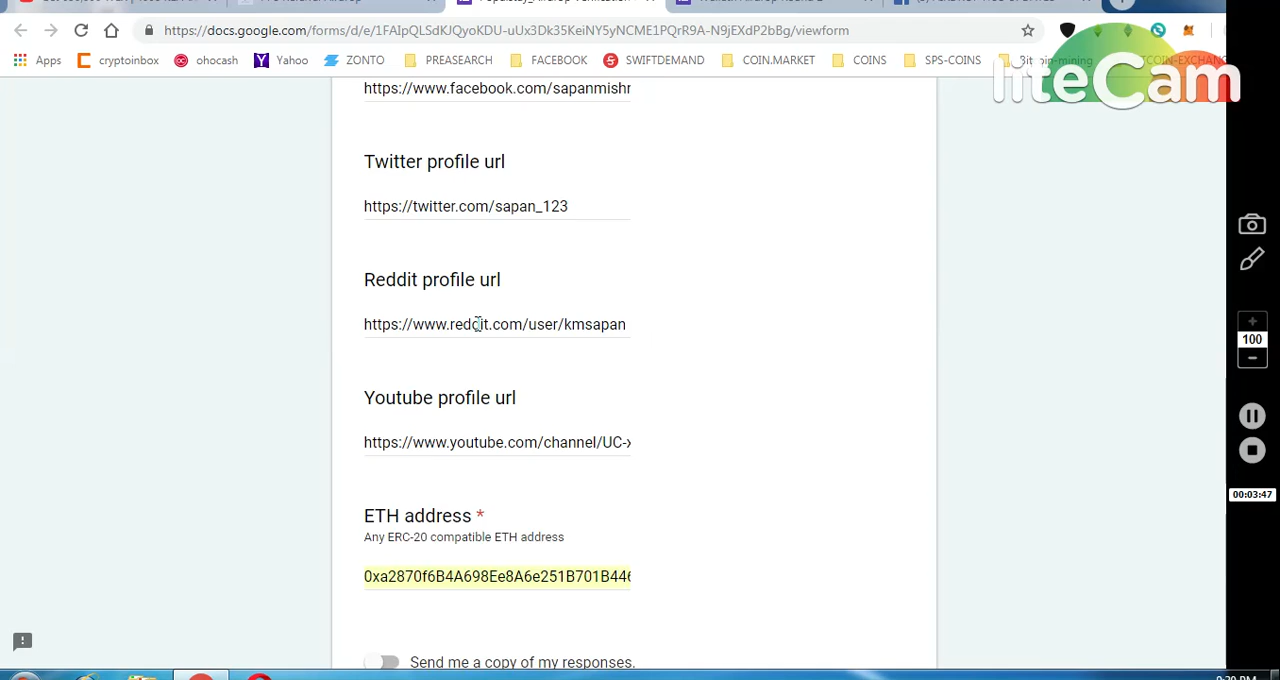 https://docs.google.com/forms/d/e/1FAIpQLSdKJQyoKDU-uUx3Dk35KeiNY5yNCME1PQrR9A-N9jEXdP2bBg/viewform
Apps cryptoinbox ohocash Yahoo ZONTO PREASEARCH FACEBOOK SWIFTDEMAND COIN.MARKET COINS SPS-COINS
liteCam
https://www.facebook.com/sapanmishr
Twitter profile url
https://twitter.com/sapan_123
Reddit profile url
https://www.reddit.com/user/kmsapan
100
Youtube profile url
https://www.youtube.com/channel/UC-x
00:03:47
ETH address *
Any ERC-20 compatible ETH address
0xa2870f6B4A698Ee8A6e251B701B446
Send me a copy of my responses.